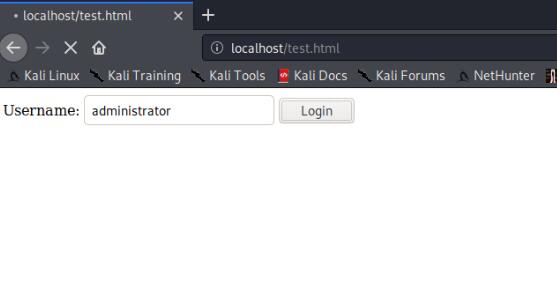 localhost/test.html
localhost/test.html
Kali Linux Kali Training Kali Tools Kali Docs Kali Forums NetHunter
Username: administrator Login